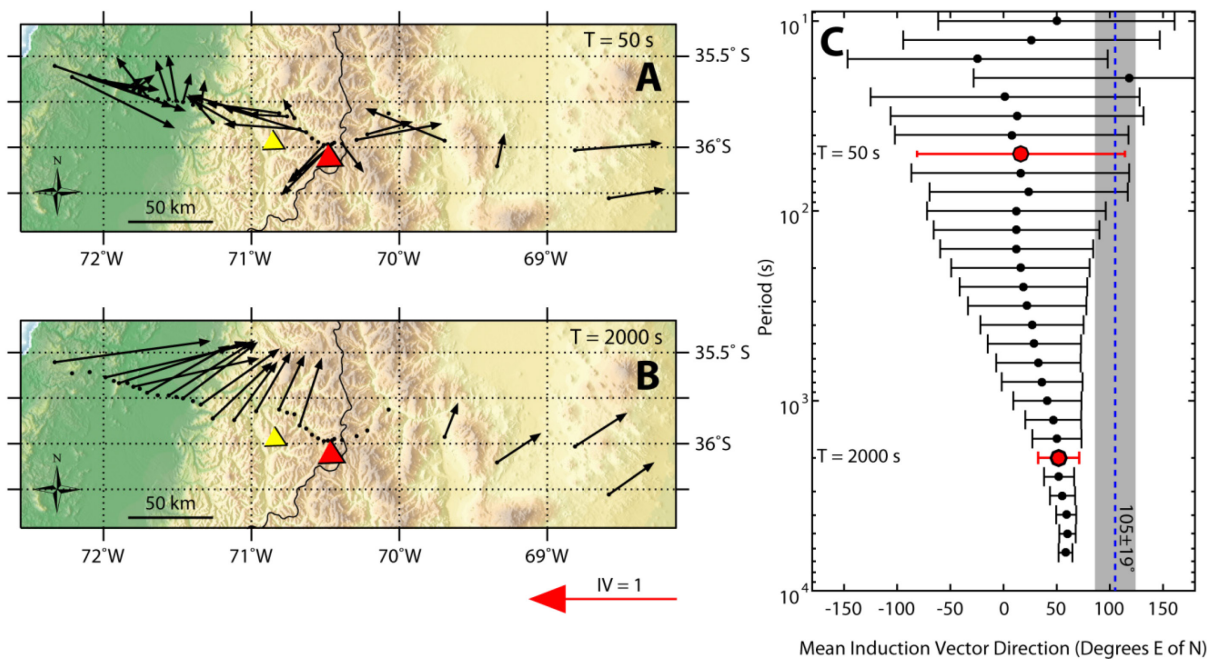 T = 50 s
A
35.5° S
36°S
N
50 km
72°W
71°W
70°W
69°W
T = 2000 s
B
35.5° S
36°S
N
50 km
72°W
71°W
70°W
69°W
IV = 1
C
10¹
10²
10³
10⁴
Period (s)
T = 50 s
T = 2000 s
105±19°
-150 -100 -50 0 50 100 150
Mean Induction Vector Direction (Degrees E of N)